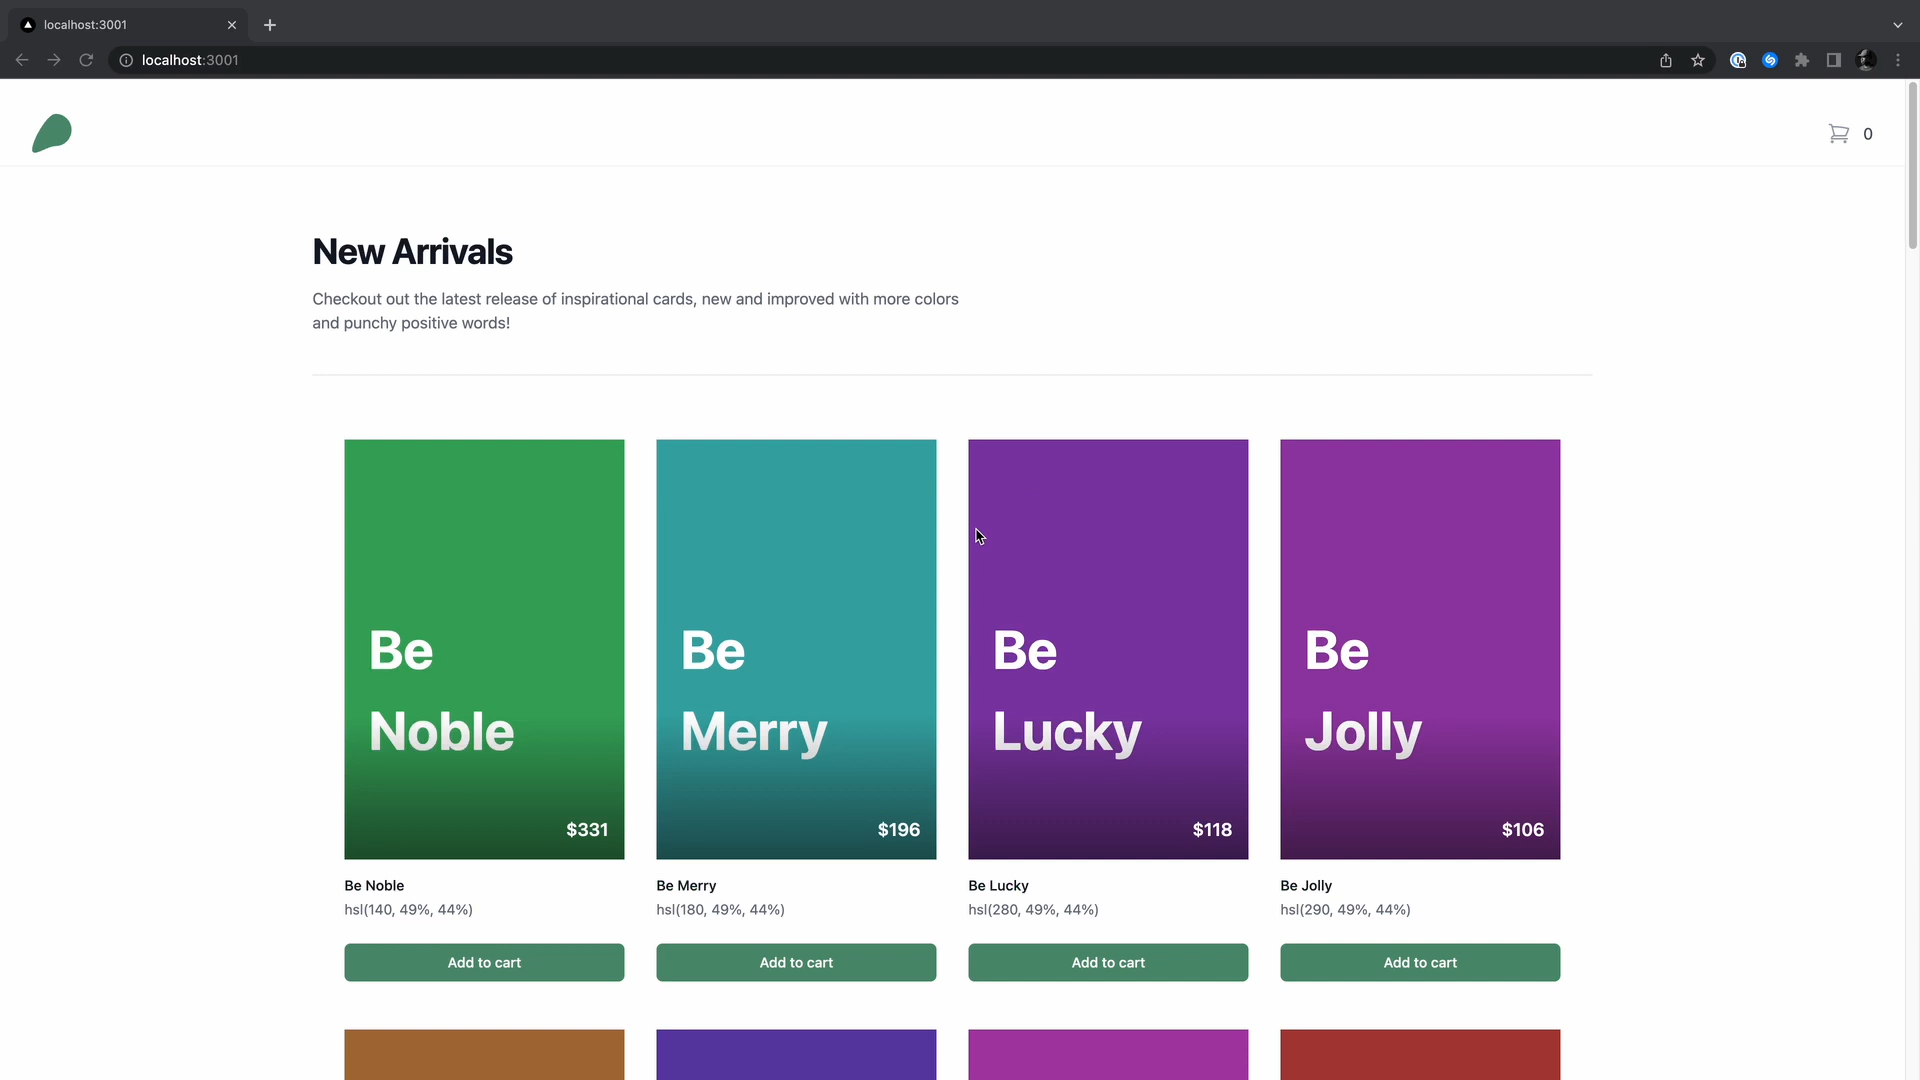 localhost:3001
localhost:3001
0
New Arrivals
Checkout out the latest release of inspirational cards, new and improved with more colors
and punchy positive words!
Be
Noble
$331
Be Noble
hsl(140, 49%, 44%)
Add to cart
Be
Merry
$196
Be Merry
hsl(180, 49%, 44%)
Add to cart
Be
Lucky
$118
Be Lucky
hsl(280, 49%, 44%)
Add to cart
Be
Jolly
$106
Be Jolly
hsl(290, 49%, 44%)
Add to cart